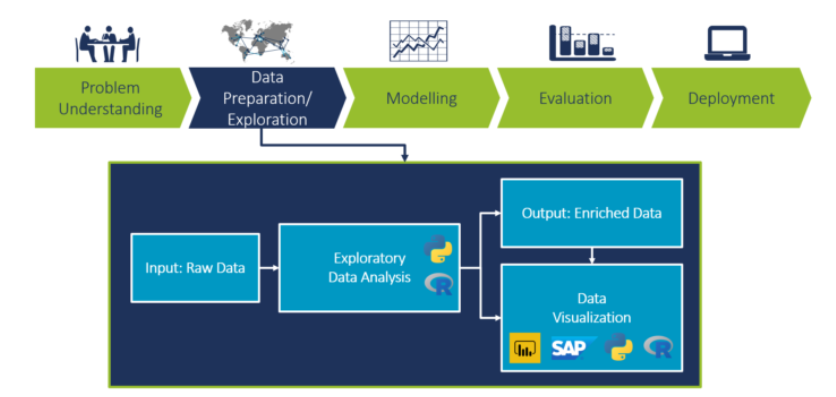 Problem
Understanding
Data
Preparation/
Exploration
Modelling
Evaluation
Deployment
Input: Raw Data
Exploratory
Data Analysis
Output: Enriched Data
Data
Visualization
SAP
R
R